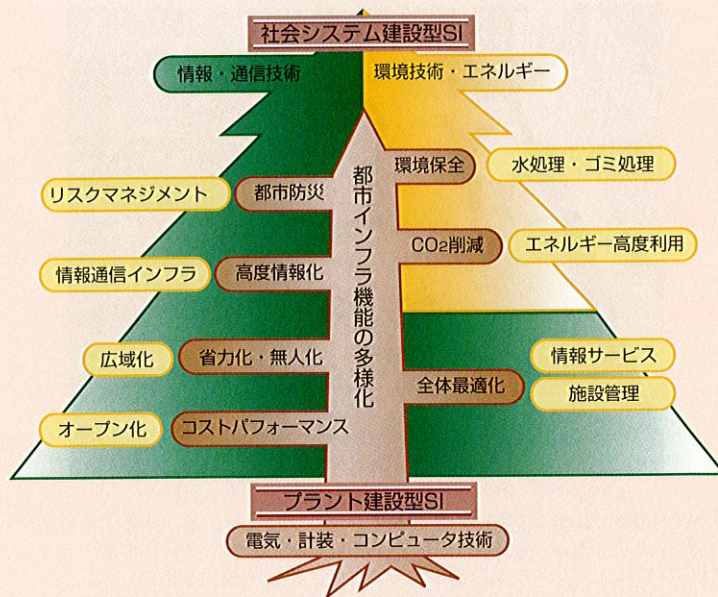 社会システム建設型SI
情報・通信技術
環境技術・エネルギー
都市インフラ機能の多様化
環境保全
水処理・ゴミ処理
リスクマネジメント
都市防災
CO₂削減
エネルギー高度利用
情報通信インフラ
高度情報化
広域化
省力化・無人化
情報サービス
全体最適化
施設管理
オープン化
コストパフォーマンス
プラント建設型SI
電気・計装・コンピュータ技術